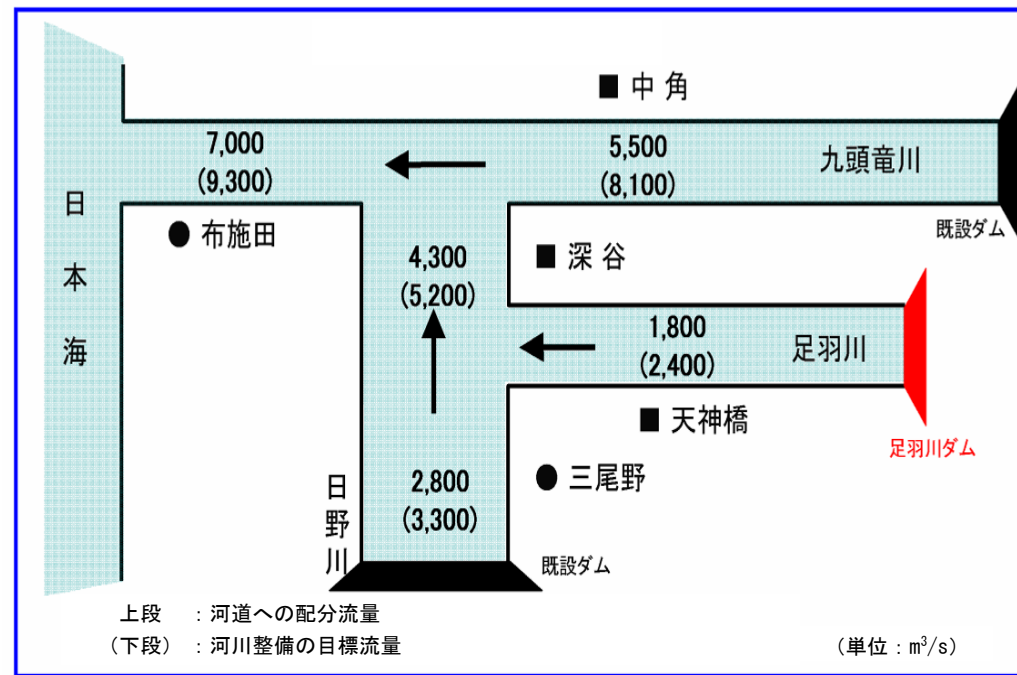 ■ 中 角
7,000
(9,300)
5,500
(8,100)
九頭竜川
日本海
● 布施田
既設ダム
4,300
(5,200)
■ 深 谷
1,800
(2,400)
足羽川
■ 天神橋
足羽川ダム
日野川
2,800
(3,300)
● 三尾野
既設ダム
上段 : 河道への配分流量
(下段) : 河川整備の目標流量
(単位 : m³/s)